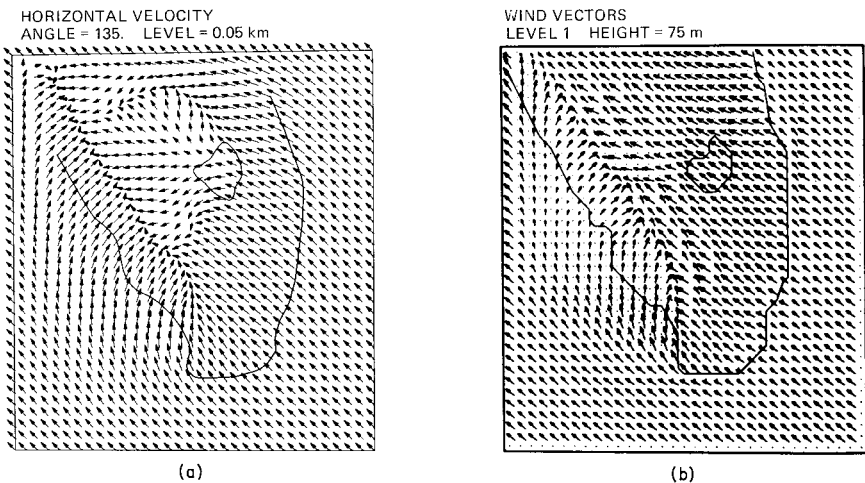 HORIZONTAL VELOCITY
ANGLE = 135. LEVEL = 0.05 km
WIND VECTORS
LEVEL 1 HEIGHT = 75 m
(a)
(b)